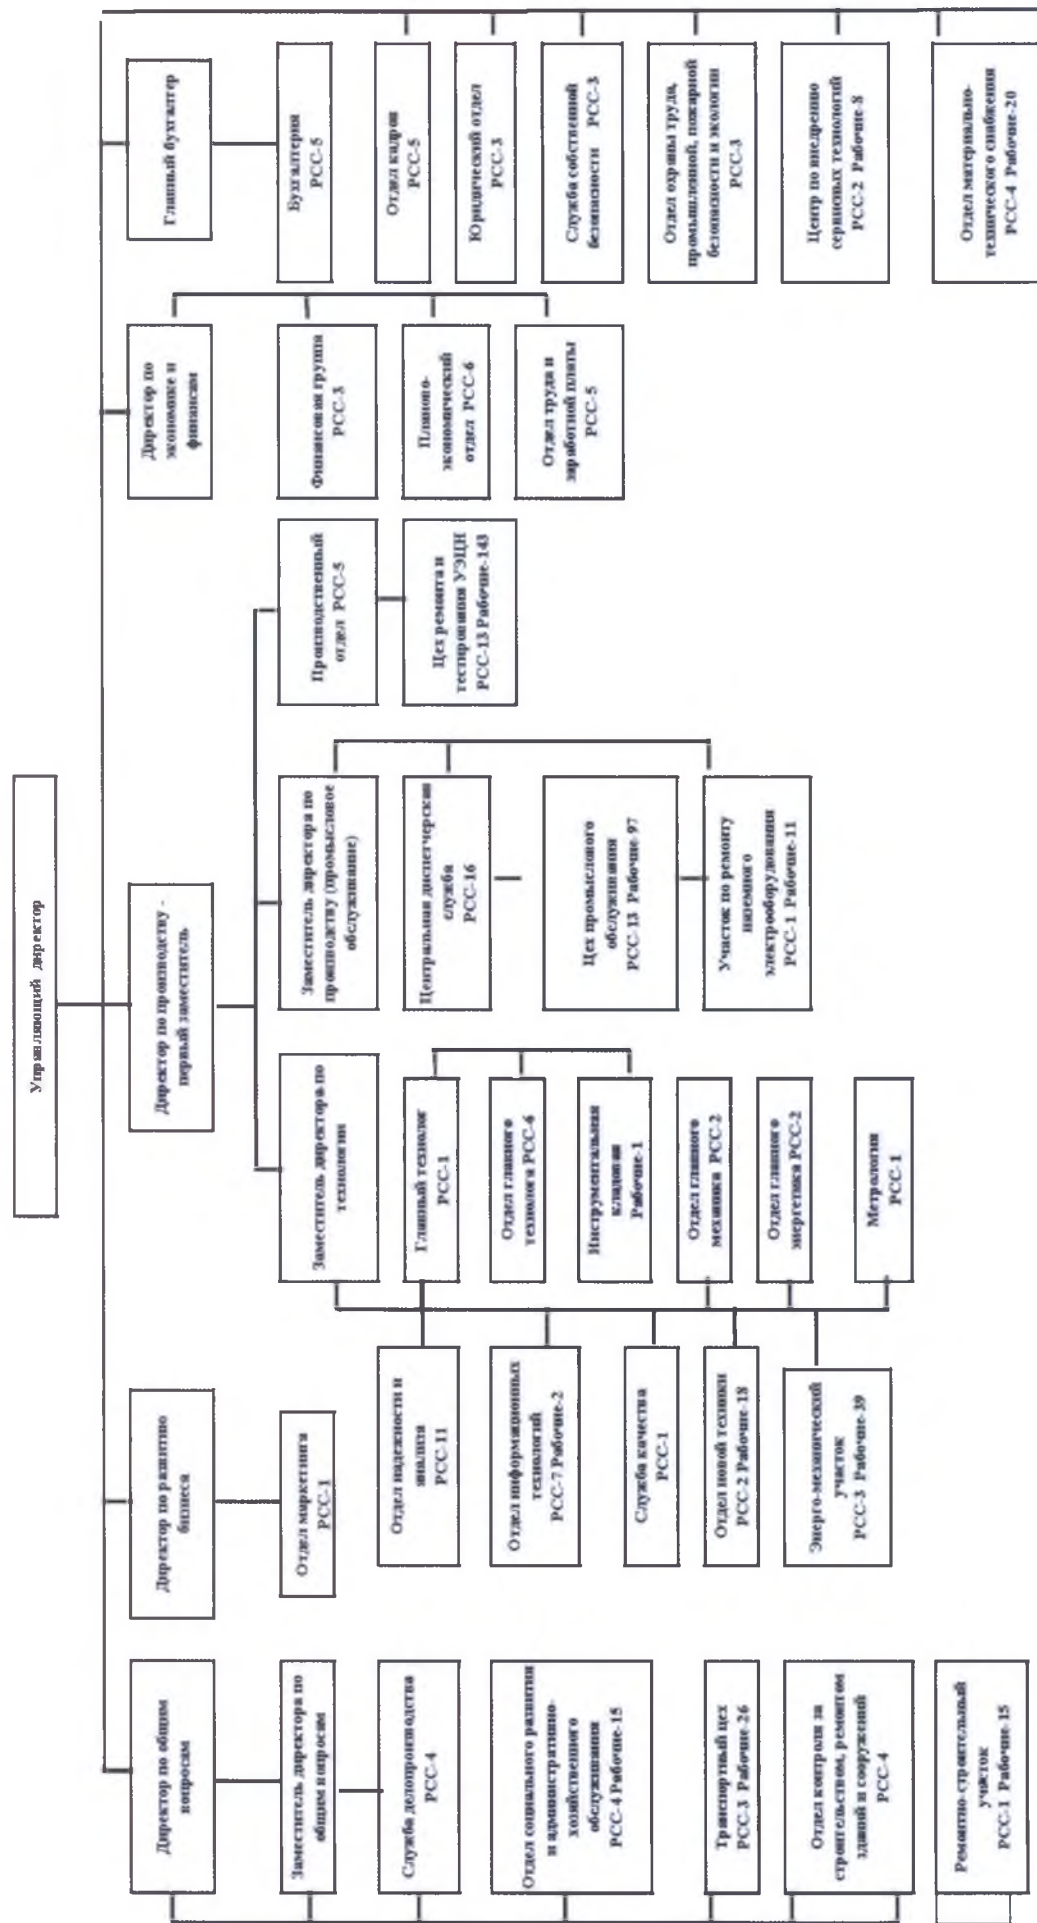 Управляющий директор
Директор по общим
вопросам
Директор по развитию
бизнеса
Директор по производству -
первый заместитель
Директор по
экономике и
финансам
Главный бухгалтер
Заместитель директора по
общим вопросам
Служба делопроизводства
РСС-4
Отдел социального развития
и административно-
хозяйственного
обслуживания
РСС-4 Рабочие-15
Транспортный цех
РСС-3 Рабочие-26
Отдел контроля за
строительством, ремонтом
зданий и сооружений
РСС-4
Ремонтно-строительный
участок
РСС-1 Рабочие-15
Отдел маркетинга
РСС-1
Заместитель директора по
технологии
Отдел надежности и
анализа
РСС-11
Отдел информационных
технологий
РСС-7 Рабочие-2
Служба качества
РСС-1
Отдел новой техники
РСС-2 Рабочие-18
Энерго-механический
участок
РСС-3 Рабочие-39
Главный технолог
РСС-1
Отдел главного
технолога РСС-6
Инструментальная
кладовая
Рабочие-1
Отдел главного
механика РСС-2
Отдел главного
энергетика РСС-2
Метрология
РСС-1
Заместитель директора по
производству (промысловое
обслуживание)
Центральная диспетчерская
служба
РСС-16
Цех промыслового
обслуживания
РСС-13 Рабочие-97
Участок по ремонту
наземного
электрооборудования
РСС-1 Рабочие-11
Производственный
отдел РСС-5
Цех ремонта и
тестирования УЭЦН
РСС-13 Рабочие-143
Финансовая группа
РСС-3
Планово-
экономический
отдел РСС-6
Отдел труда и
заработной платы
РСС-5
Бухгалтерия
РСС-5
Отдел кадров
РСС-5
Юридический отдел
РСС-3
Служба собственной
безопасности РСС-3
Отдел охраны труда,
промышленной, пожарной
безопасности и экологии
РСС-3
Центр по внедрению
сервисных технологий
РСС-2 Рабочие-8
Отдел материально-
технического снабжения
РСС-4 Рабочие-20